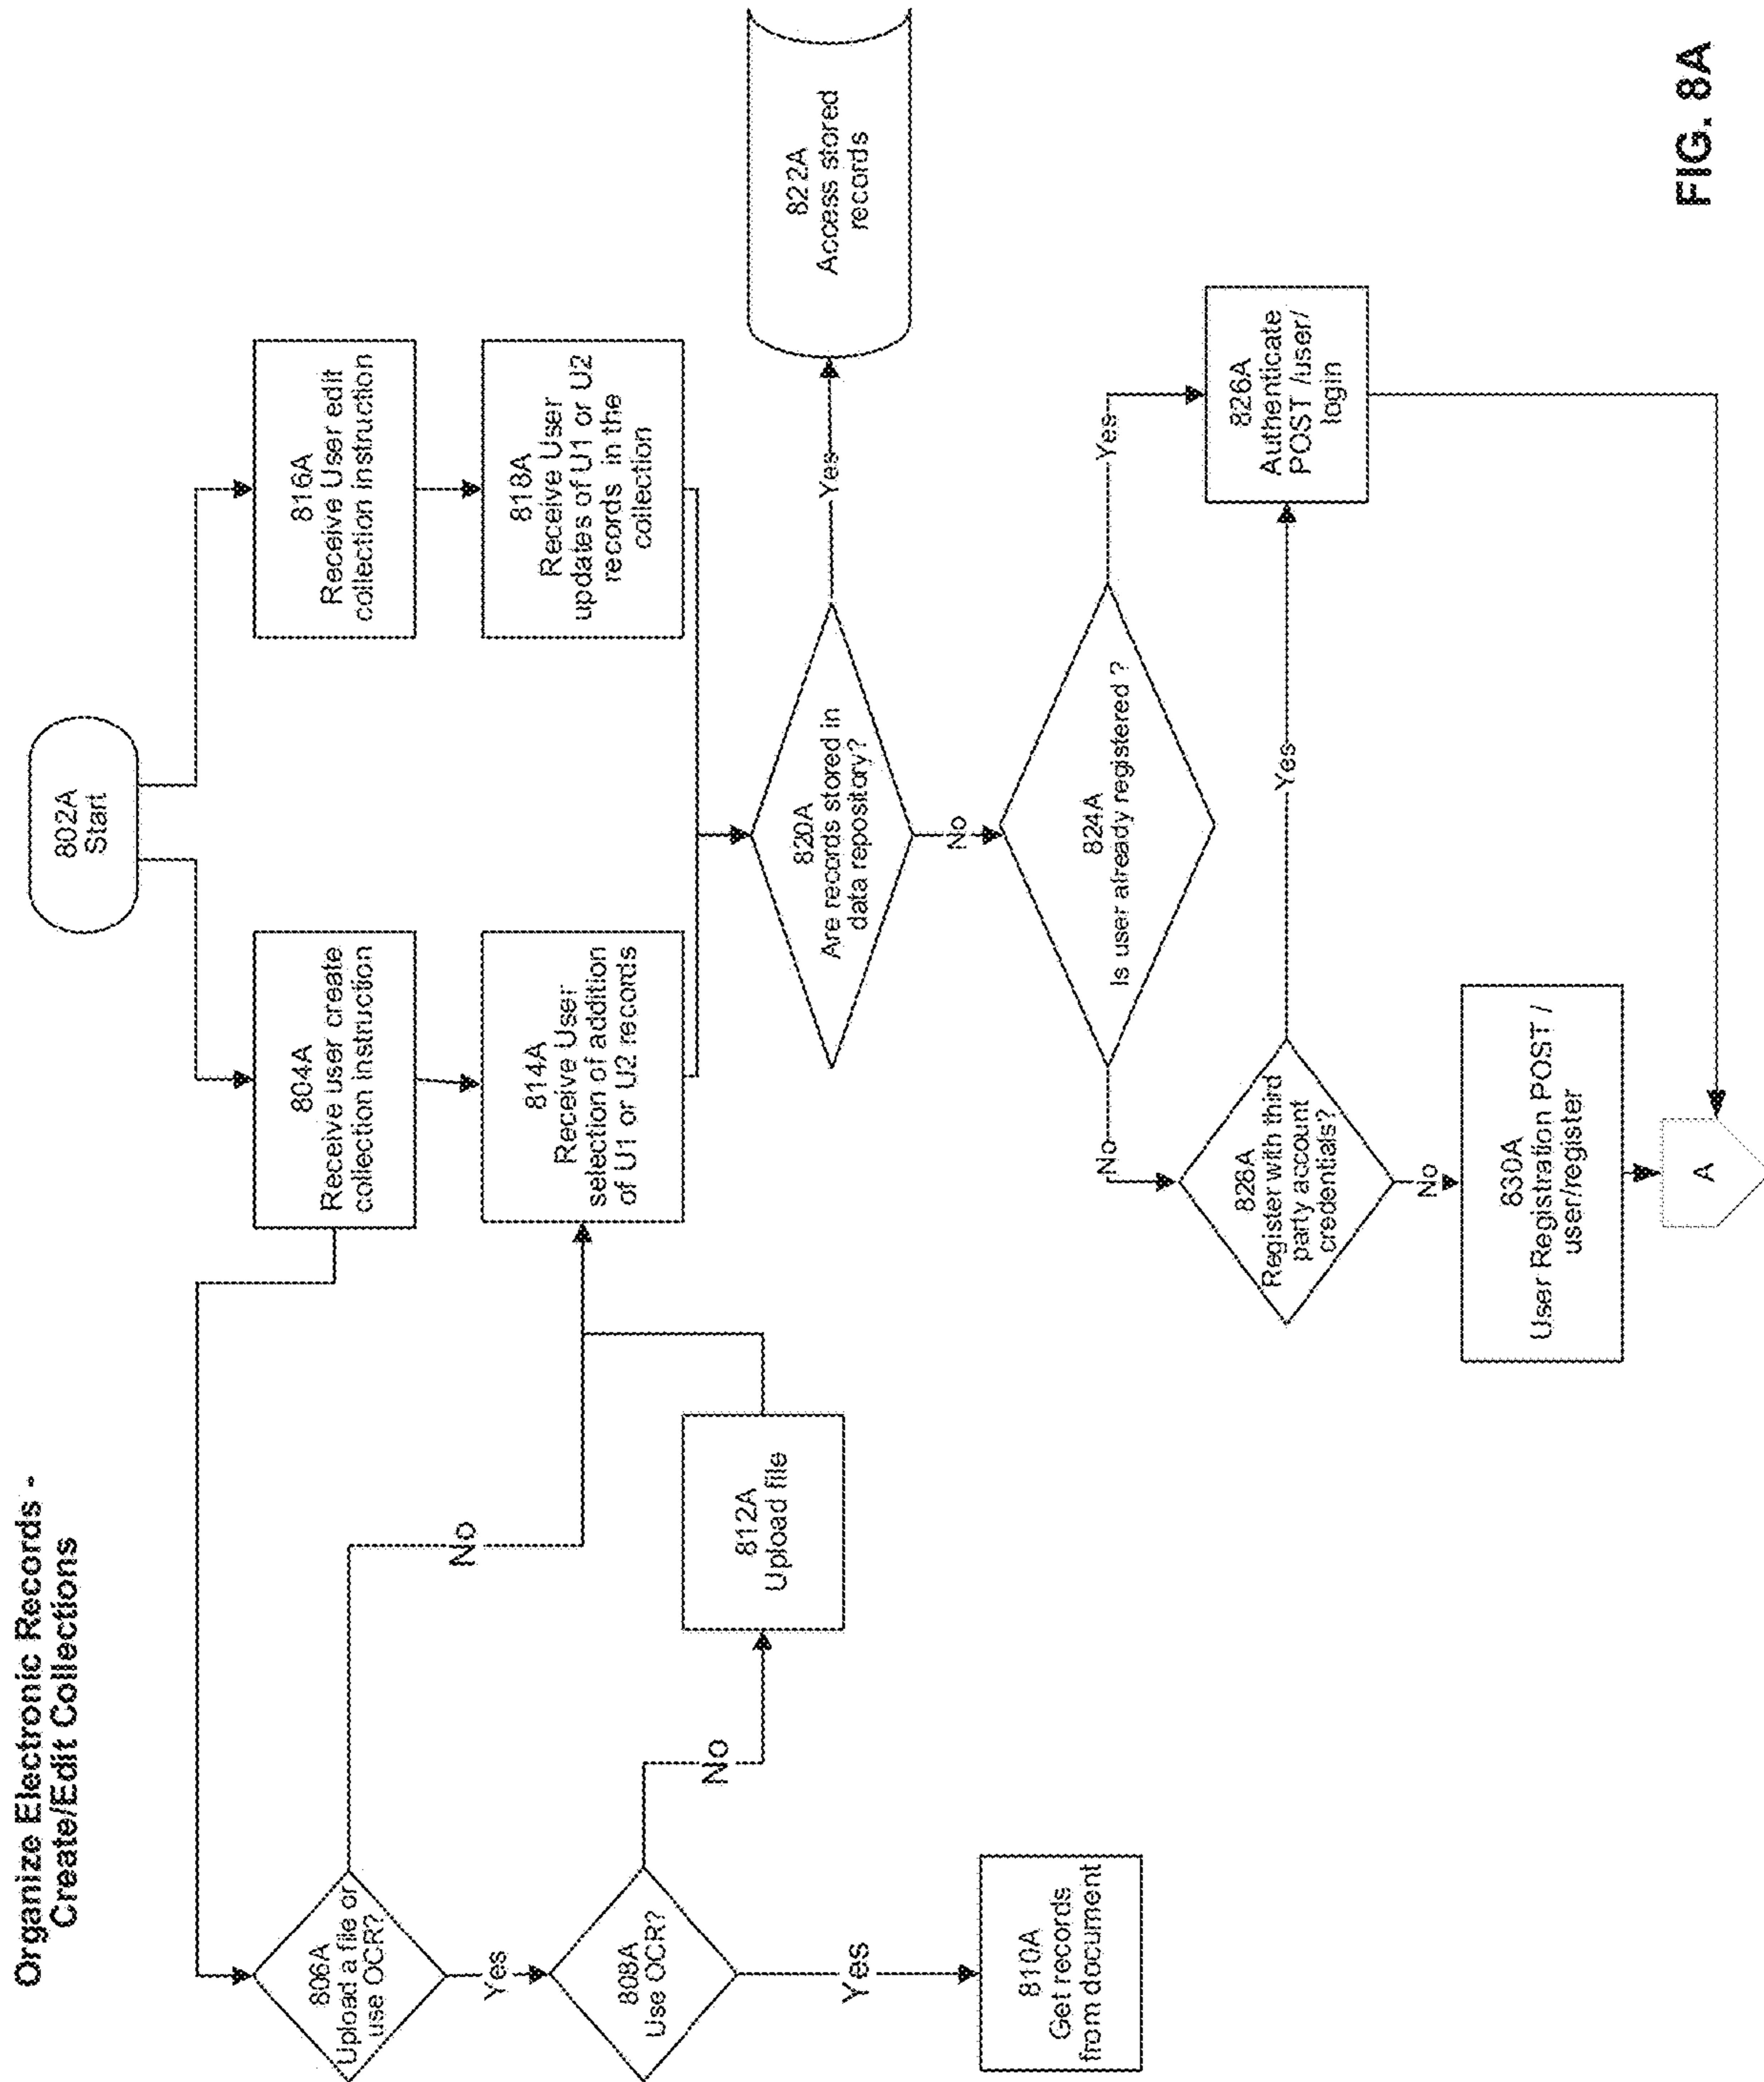 Organize Electronic Records -
Create/Edit Collections
802A
Start
804A
Receive user create
collection instruction
816A
Receive User edit
collection instruction
806A
Upload a file or
use OCR?
No
Yes
814A
Receive User
selection of addition
of U1 or U2 records
818A
Receive User
updates of U1 or U2
records in the
collection
808A
Use OCR?
No
Yes
812A
Upload file
810A
Get records
from document
820A
Are records stored in
data repository?
Yes
No
822A
Access stored
records
824A
Is user already registered ?
Yes
No
826A
Authenticate
POST /user/
login
828A
Register with third
party account
credentials?
Yes
No
830A
User Registration POST /
user/register
A
FIG. 8A